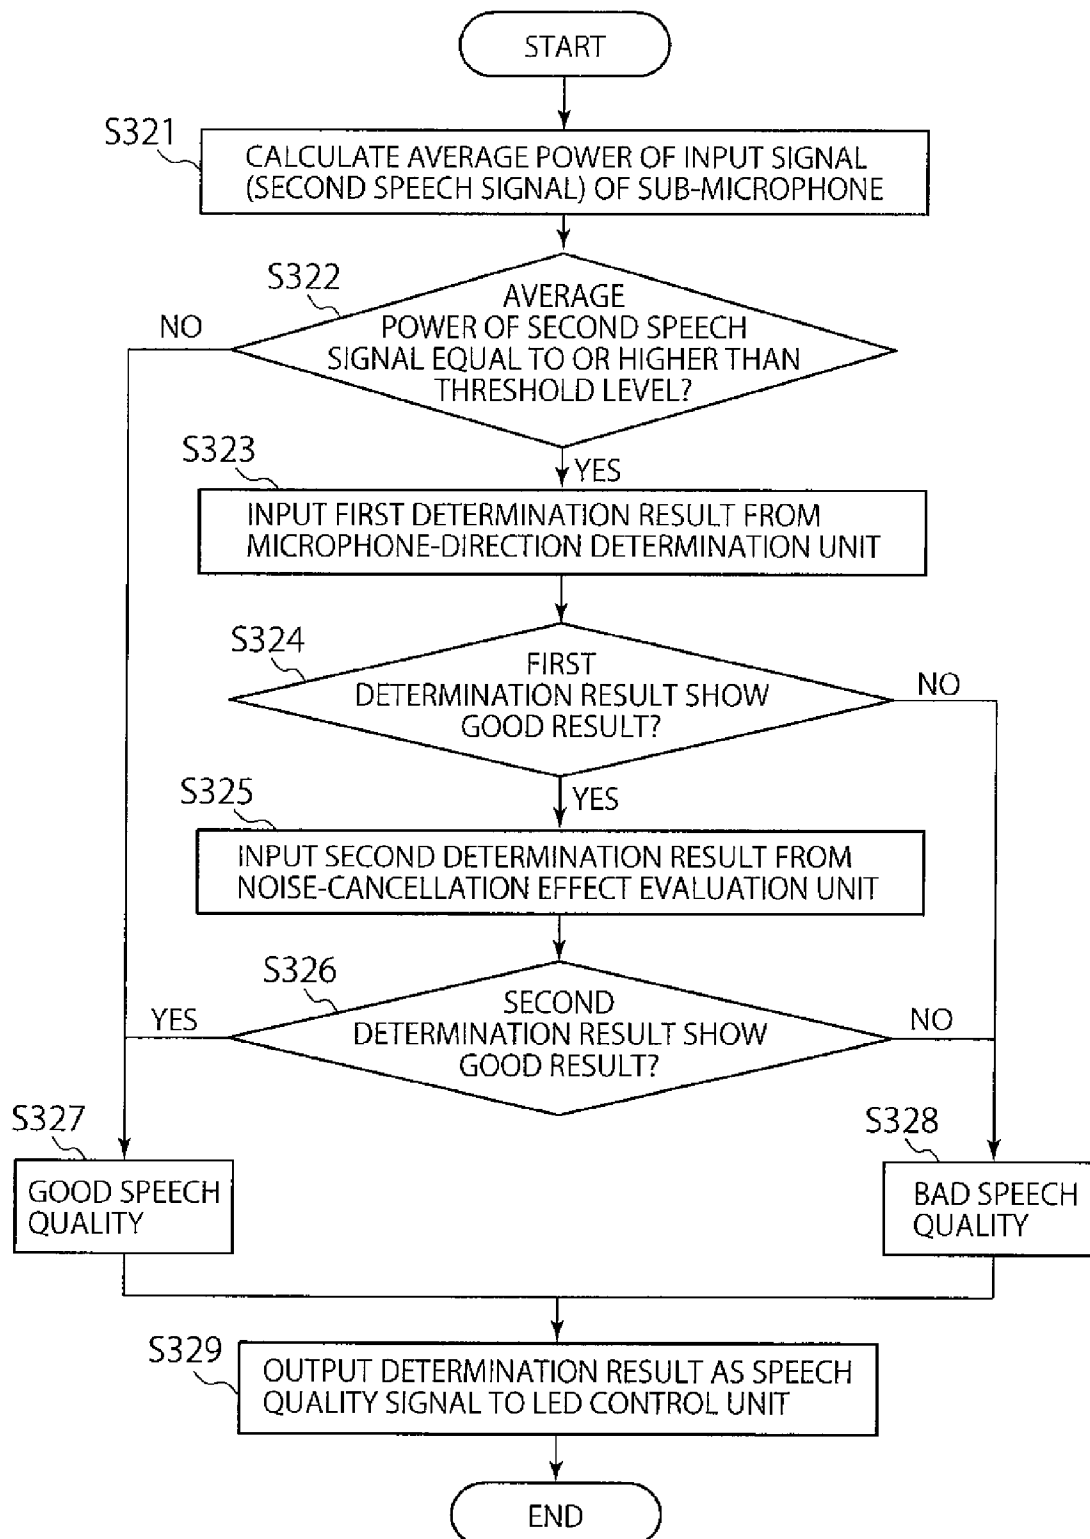 START
S321
CALCULATE AVERAGE POWER OF INPUT SIGNAL
(SECOND SPEECH SIGNAL) OF SUB-MICROPHONE
S322
AVERAGE
POWER OF SECOND SPEECH
SIGNAL EQUAL TO OR HIGHER THAN
THRESHOLD LEVEL?
NO
YES
S323
INPUT FIRST DETERMINATION RESULT FROM
MICROPHONE-DIRECTION DETERMINATION UNIT
S324
FIRST
DETERMINATION RESULT SHOW
GOOD RESULT?
NO
YES
S325
INPUT SECOND DETERMINATION RESULT FROM
NOISE-CANCELLATION EFFECT EVALUATION UNIT
S326
SECOND
DETERMINATION RESULT SHOW
GOOD RESULT?
YES
NO
S327
GOOD SPEECH
QUALITY
S328
BAD SPEECH
QUALITY
S329
OUTPUT DETERMINATION RESULT AS SPEECH
QUALITY SIGNAL TO LED CONTROL UNIT
END